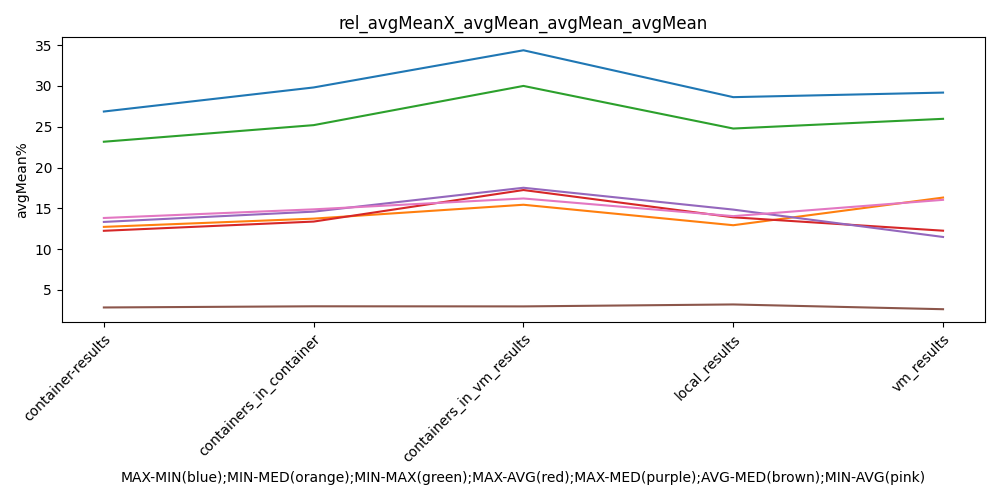 rel_avgMeanX_avgMean_avgMean_avgMean
35
30
25
20
15
10
5
avgMean%
container-results
containers_in_container
containers_in_vm_results
local_results
vm_results
MAX-MIN(blue);MIN-MED(orange);MIN-MAX(green);MAX-AVG(red);MAX-MED(purple);AVG-MED(brown);MIN-AVG(pink)